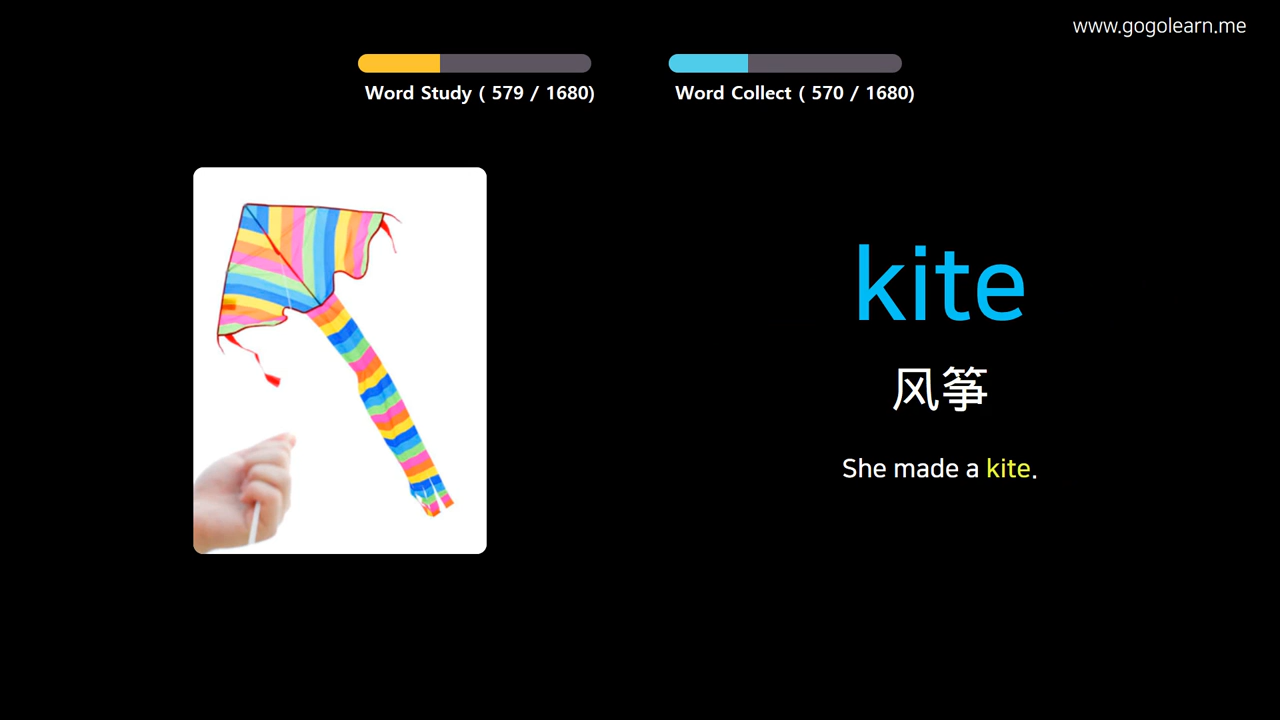 www.gogolearn.me
Word Study ( 579 / 1680)
Word Collect ( 570 / 1680)
kite
风筝
She made a kite.